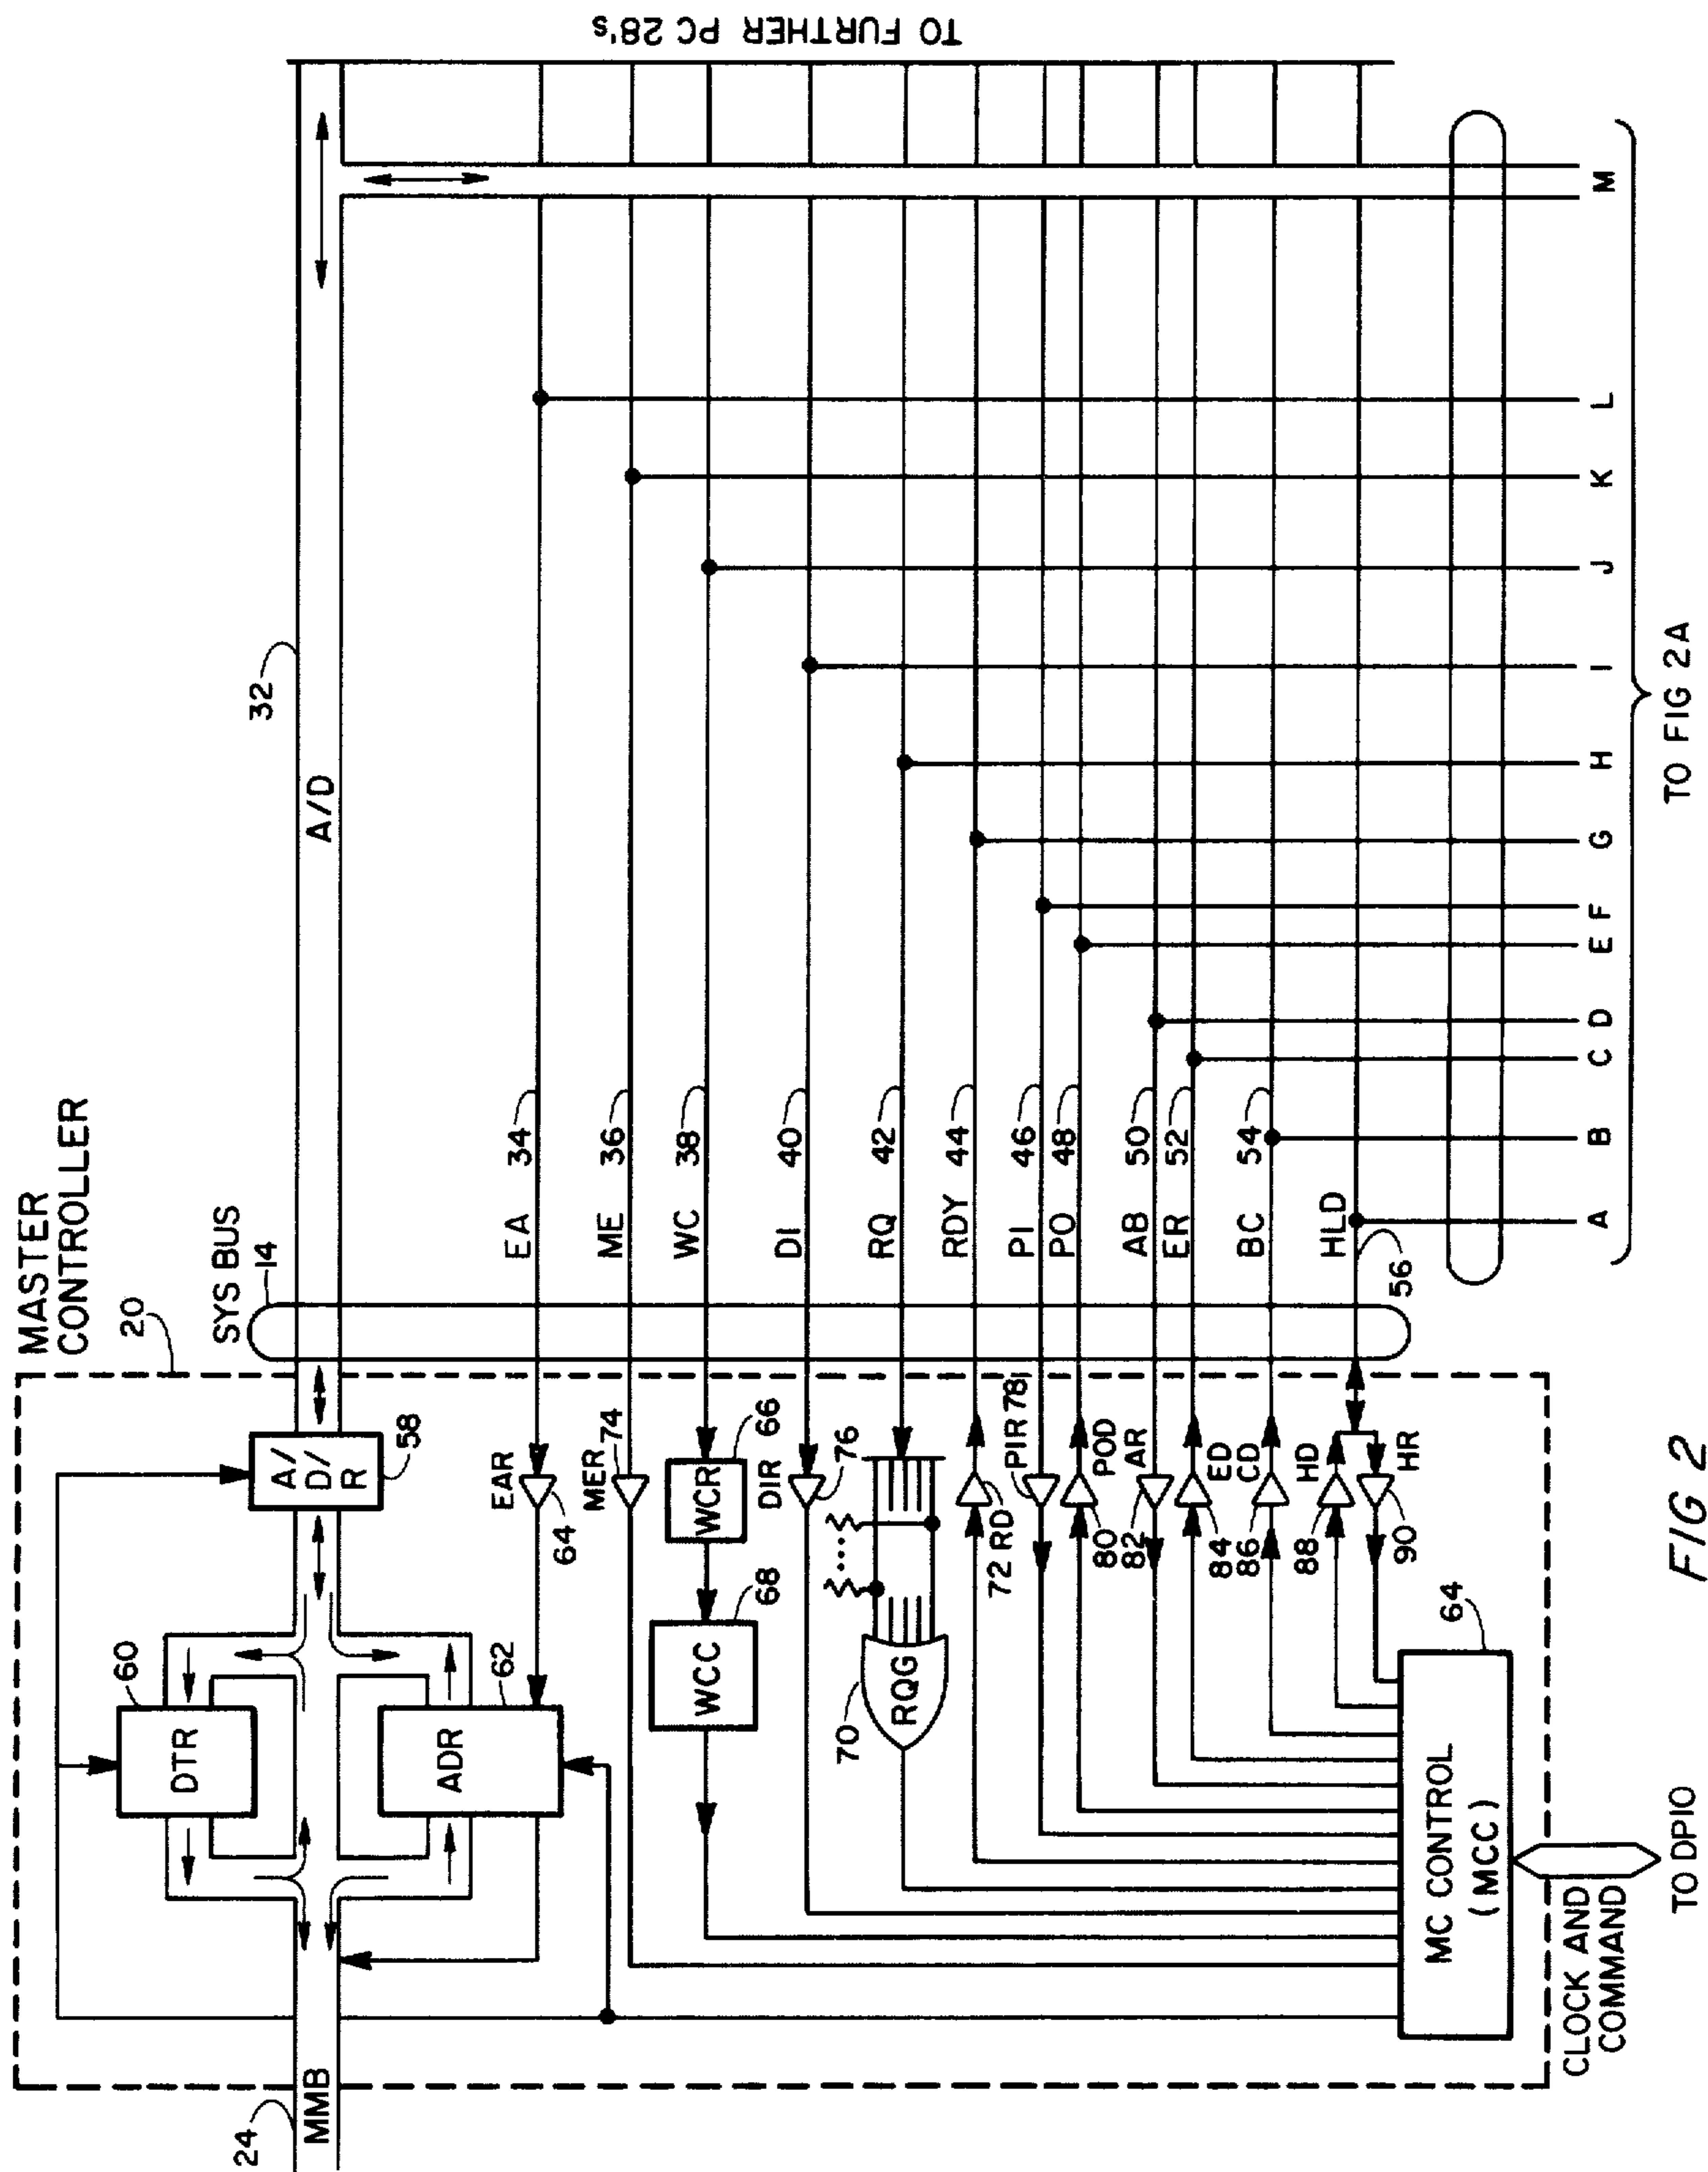 MASTER
CONTROLLER
20
SYS BUS
14
24
MMB
60
DTR
ADR
62
A/
D/
R
58
32
A/D
TO FURTHER PC 28's
EAR
64
EA
34
MER
74
ME
36
WCC
68
WCR
66
WC
38
DIR
76
DI
40
70
RQG
RQ
42
72 RD
RDY
44
PIR 78
PI
46
80
POD
PO
48
82
AR
AB
50
84
ED
ER
52
86
CD
BC
54
88
HD
HLD
56
90
HR
64
MC CONTROL
(MCC)
CLOCK AND
COMMAND
TO DPIO
A B C D E F G H I J K L M
TO FIG 2A
FIG 2